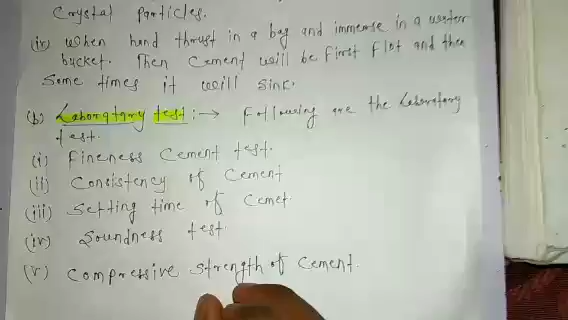 Crystal particles.
(iv) When hand thrust in a bag and immerse in a water
bucket. Then cement will be first flot and then
some times it will sink.
(b) Laboratary test :→ Following are the Laboratory
test.
(i) Fineness Cement test.
(ii) Consistency of Cement
(iii) Setting time of Cemet.
(iv) Soundness test.
(v) Compressive strength of Cement.